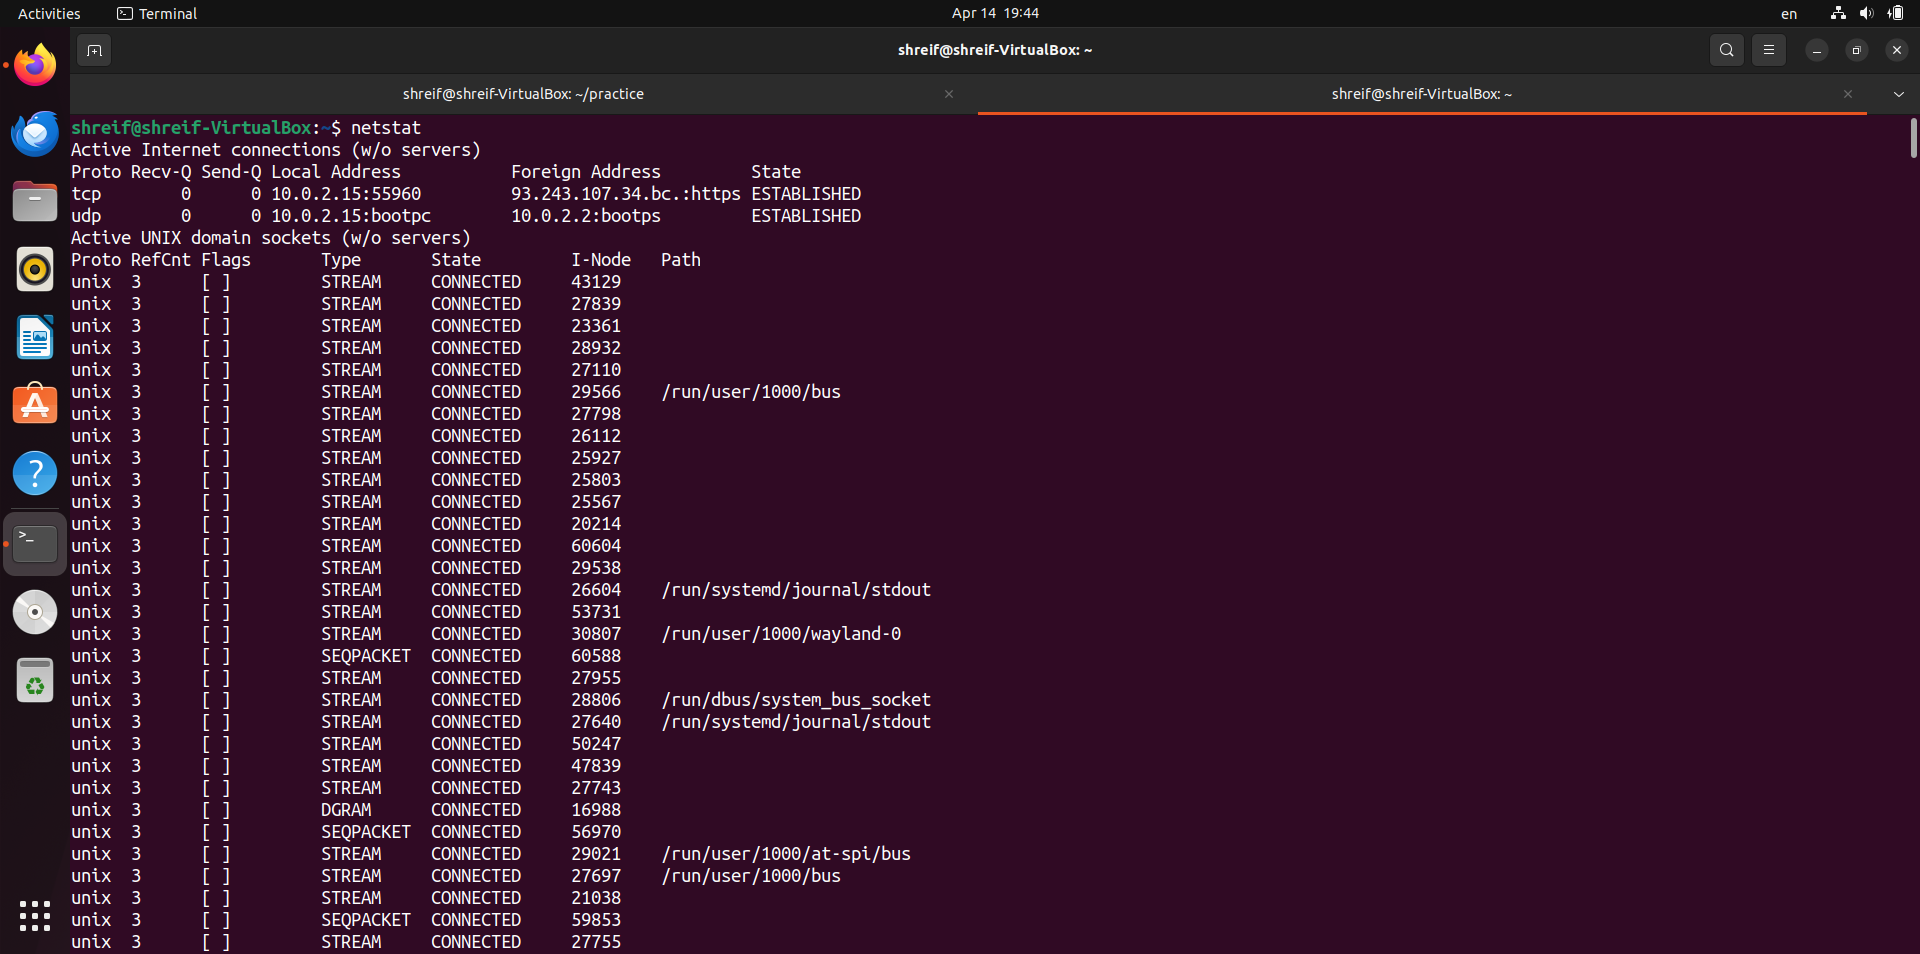 Activities Terminal Apr 14 19:44 en
shreif@shreif-VirtualBox: ~
shreif@shreif-VirtualBox: ~/practice shreif@shreif-VirtualBox: ~
shreif@shreif-VirtualBox:~$ netstat
Active Internet connections (w/o servers)
Proto Recv-Q Send-Q Local Address           Foreign Address         State
tcp        0      0 10.0.2.15:55960         93.243.107.34.bc.:https ESTABLISHED
udp        0      0 10.0.2.15:bootpc        10.0.2.2:bootps         ESTABLISHED
Active UNIX domain sockets (w/o servers)
Proto RefCnt Flags       Type       State         I-Node   Path
unix  3      [ ]         STREAM     CONNECTED     43129
unix  3      [ ]         STREAM     CONNECTED     27839
unix  3      [ ]         STREAM     CONNECTED     23361
unix  3      [ ]         STREAM     CONNECTED     28932
unix  3      [ ]         STREAM     CONNECTED     27110
unix  3      [ ]         STREAM     CONNECTED     29566    /run/user/1000/bus
unix  3      [ ]         STREAM     CONNECTED     27798
unix  3      [ ]         STREAM     CONNECTED     26112
unix  3      [ ]         STREAM     CONNECTED     25927
unix  3      [ ]         STREAM     CONNECTED     25803
unix  3      [ ]         STREAM     CONNECTED     25567
unix  3      [ ]         STREAM     CONNECTED     20214
unix  3      [ ]         STREAM     CONNECTED     60604
unix  3      [ ]         STREAM     CONNECTED     29538
unix  3      [ ]         STREAM     CONNECTED     26604    /run/systemd/journal/stdout
unix  3      [ ]         STREAM     CONNECTED     53731
unix  3      [ ]         STREAM     CONNECTED     30807    /run/user/1000/wayland-0
unix  3      [ ]         SEQPACKET  CONNECTED     60588
unix  3      [ ]         STREAM     CONNECTED     27955
unix  3      [ ]         STREAM     CONNECTED     28806    /run/dbus/system_bus_socket
unix  3      [ ]         STREAM     CONNECTED     27640    /run/systemd/journal/stdout
unix  3      [ ]         STREAM     CONNECTED     50247
unix  3      [ ]         STREAM     CONNECTED     47839
unix  3      [ ]         STREAM     CONNECTED     27743
unix  3      [ ]         DGRAM      CONNECTED     16988
unix  3      [ ]         SEQPACKET  CONNECTED     56970
unix  3      [ ]         STREAM     CONNECTED     29021    /run/user/1000/at-spi/bus
unix  3      [ ]         STREAM     CONNECTED     27697    /run/user/1000/bus
unix  3      [ ]         STREAM     CONNECTED     21038
unix  3      [ ]         SEQPACKET  CONNECTED     59853
unix  3      [ ]         STREAM     CONNECTED     27755